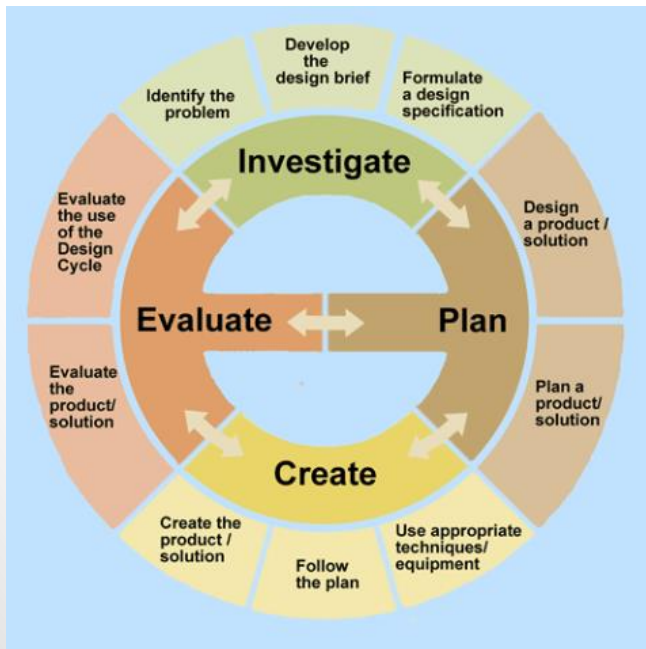 Develop
the
design brief
Identify the
problem
Formulate
a design
specification
Investigate
Evaluate
the use
of the
Design
Cycle
Design
a product /
solution
Evaluate
Plan
Evaluate
the
product/
solution
Plan a
product/
solution
Create
Create the
product /
solution
Follow
the plan
Use appropriate
techniques/
equipment